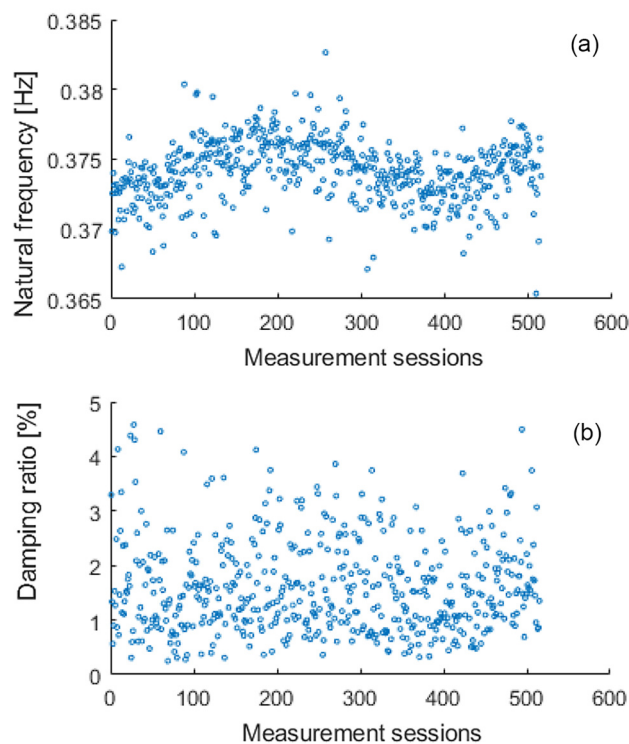 (a)
Natural frequency [Hz]
0.385
0.38
0.375
0.37
0.365
0 100 200 300 400 500 600
Measurement sessions
(b)
Damping ratio [%]
5
4
3
2
1
0
0 100 200 300 400 500 600
Measurement sessions